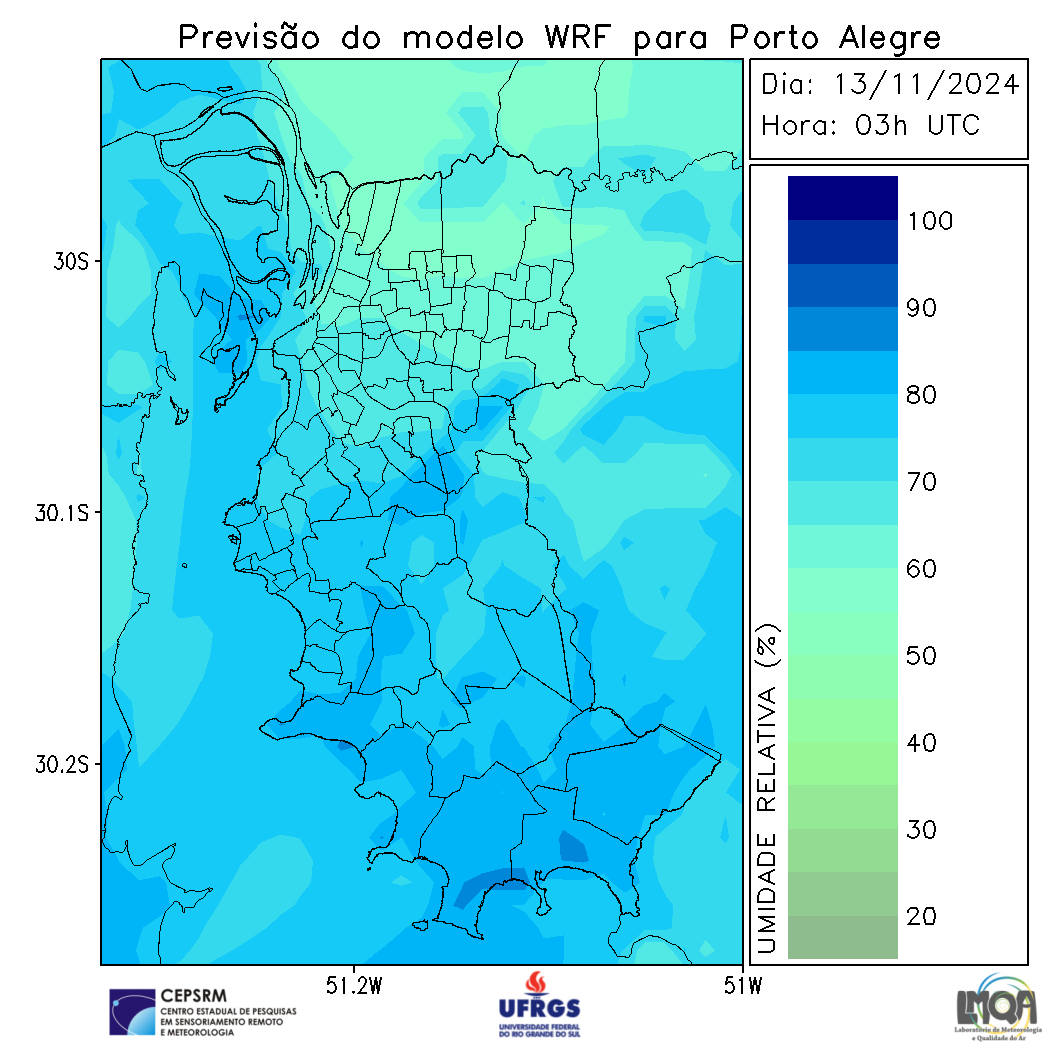 Previsão do modelo WRF para Porto Alegre
Dia: 13/11/2024
Hora: 03h UTC
30S
30.1S
30.2S
51.2W
51W
100
90
80
70
60
50
40
30
20
UMIDADE RELATIVA (%)
CEPSRM
CENTRO ESTADUAL DE PESQUISAS
EM SENSORIAMENTO REMOTO
E METEOROLOGIA
UFRGS
UNIVERSIDADE FEDERAL
DO RIO GRANDE DO SUL
LMQA
Laboratório de Meteorologia
e Qualidade do Ar